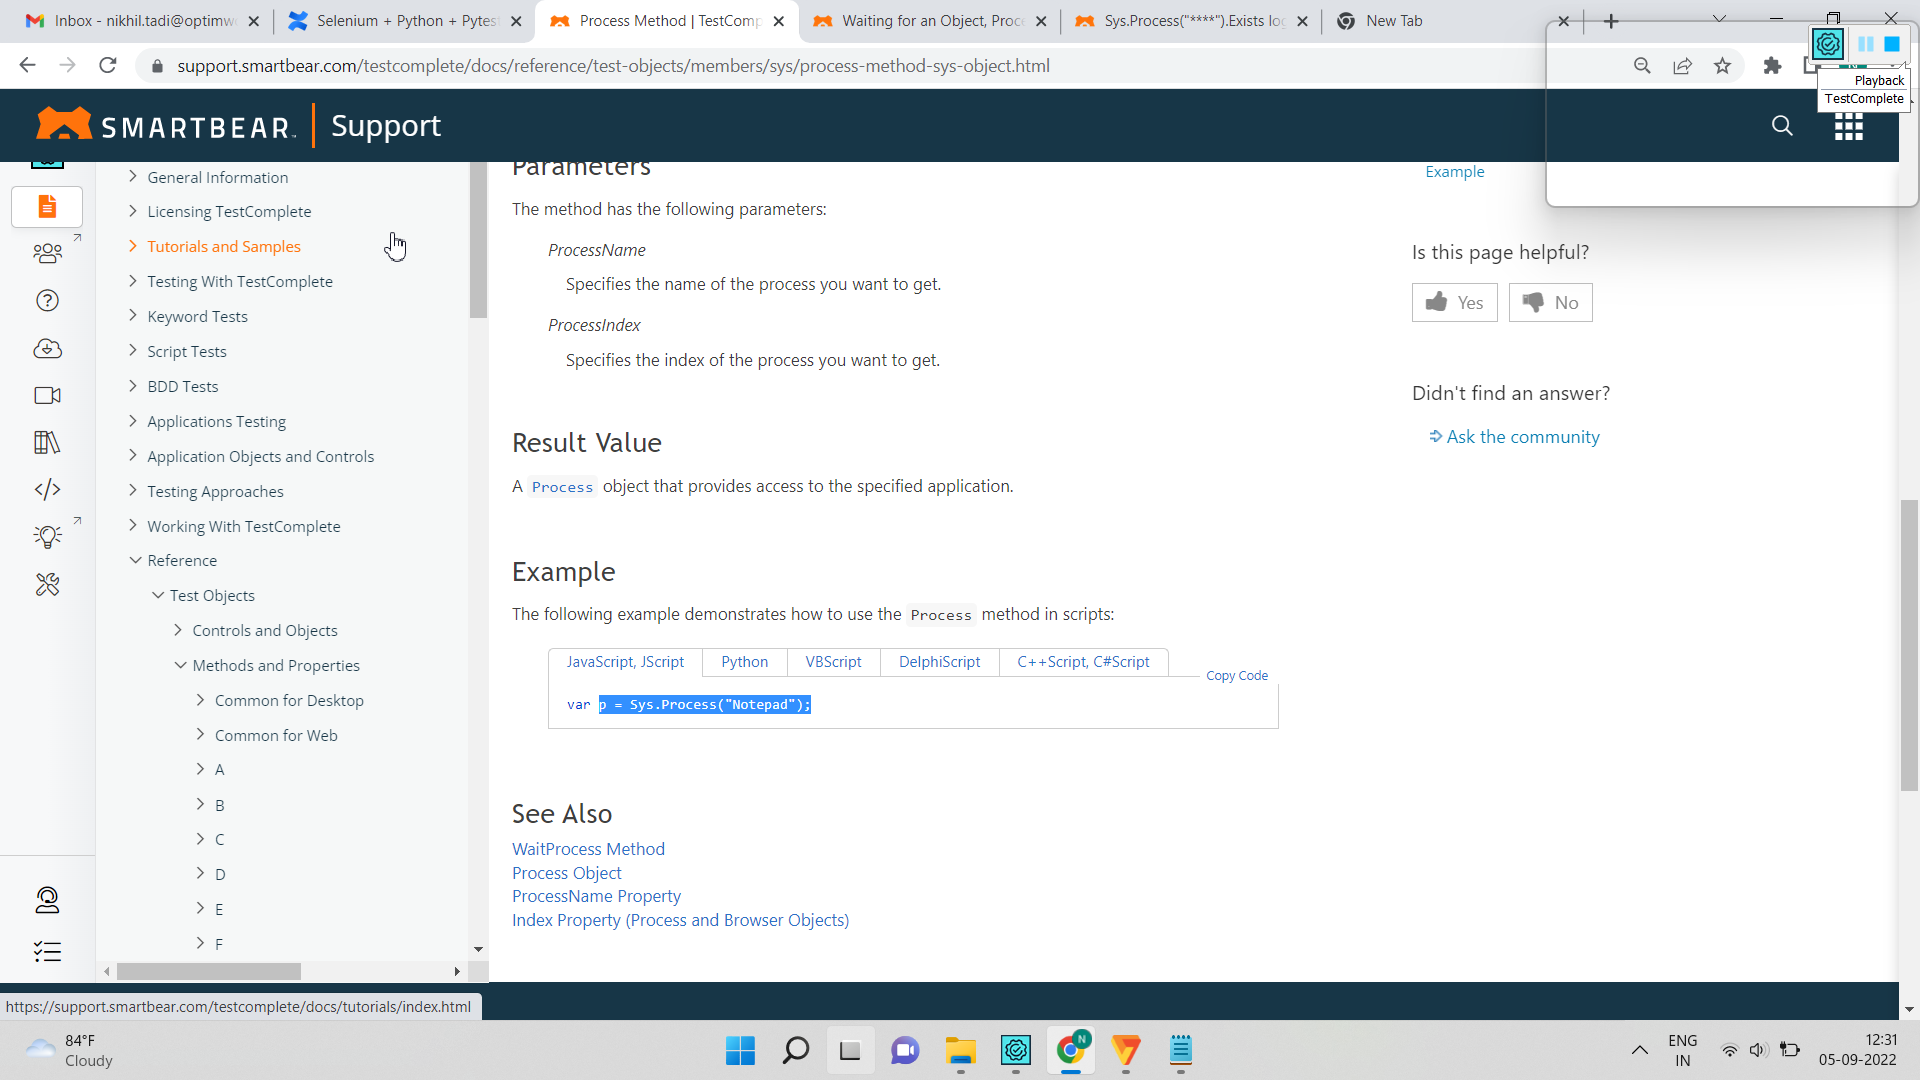 Inbox - nikhil.tadi@optimw
Selenium + Python + Pytest
Process Method | TestComp
Waiting for an Object, Proce
Sys.Process("****").Exists log
New Tab
support.smartbear.com/testcomplete/docs/reference/test-objects/members/sys/process-method-sys-object.html
Playback
TestComplete
SMARTBEAR
Support
General Information
Licensing TestComplete
Tutorials and Samples
Testing With TestComplete
Keyword Tests
Script Tests
BDD Tests
Applications Testing
Application Objects and Controls
Testing Approaches
Working With TestComplete
Reference
Test Objects
Controls and Objects
Methods and Properties
Common for Desktop
Common for Web
A
B
C
D
E
F
Parameters
The method has the following parameters:
ProcessName
Specifies the name of the process you want to get.
ProcessIndex
Specifies the index of the process you want to get.
Result Value
A Process object that provides access to the specified application.
Example
The following example demonstrates how to use the Process method in scripts:
JavaScript, JScript
Python
VBScript
DelphiScript
C++Script, C#Script
Copy Code
var p = Sys.Process("Notepad");
See Also
WaitProcess Method
Process Object
ProcessName Property
Index Property (Process and Browser Objects)
Example
Is this page helpful?
Yes
No
Didn't find an answer?
Ask the community
https://support.smartbear.com/testcomplete/docs/tutorials/index.html
84°F
Cloudy
N
ENG
IN
12:31
05-09-2022